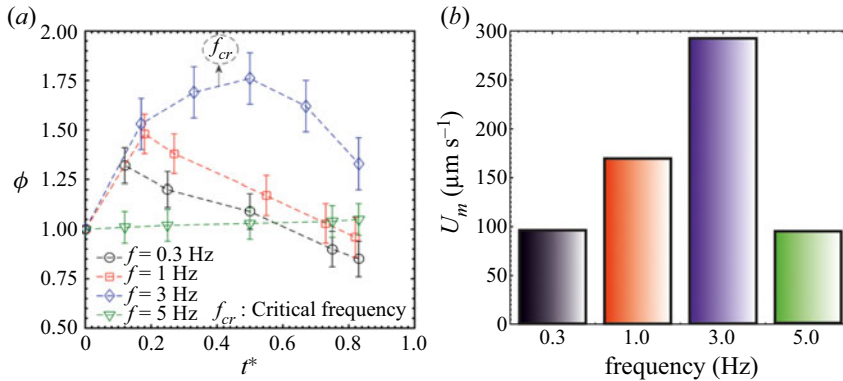 (a)
2.00
1.75
1.50
1.25
1.00
0.75
0.50
ϕ
f_cr
f = 0.3 Hz
f = 1 Hz
f = 3 Hz
f = 5 Hz
f_cr : Critical frequency
0 0.2 0.4 0.6 0.8 1.0
t*
(b)
300
250
200
150
100
50
0
U_m (µm s⁻¹)
0.3 1.0 3.0 5.0
frequency (Hz)